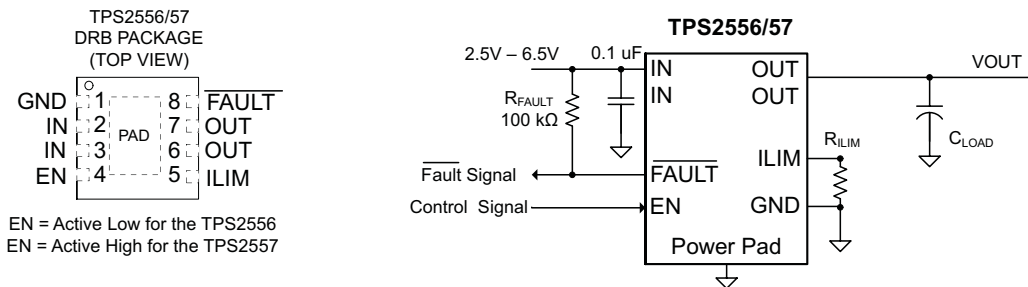 TPS2556/57
DRB PACKAGE
(TOP VIEW)
GND 1 8 FAULT
IN 2 PAD 7 OUT
IN 3 6 OUT
EN 4 5 ILIM
EN = Active Low for the TPS2556
EN = Active High for the TPS2557
TPS2556/57
2.5V – 6.5V 0.1 uF IN OUT VOUT
IN OUT
RFAULT
100 kΩ
RILIM
CLOAD
ILIM
Fault Signal FAULT
Control Signal EN GND
Power Pad